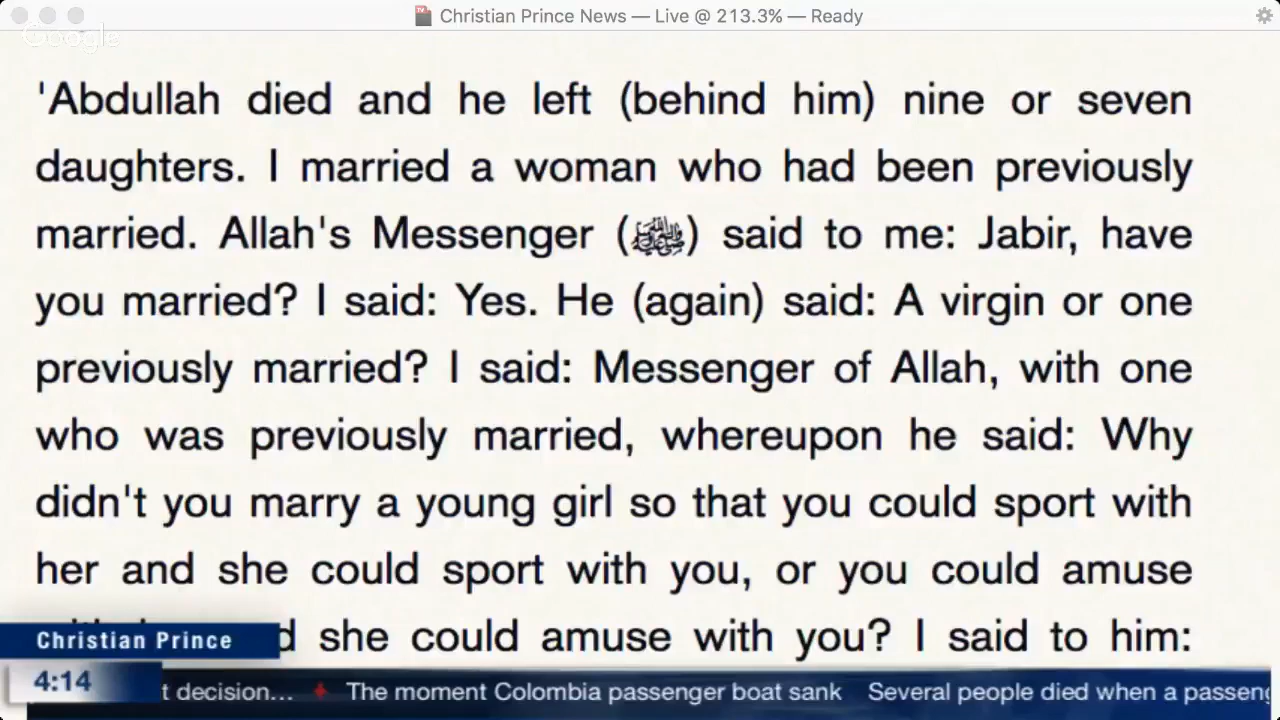 Christian Prince News — Live @ 213.3% — Ready
Google
'Abdullah died and he left (behind him) nine or seven
daughters. I married a woman who had been previously
married. Allah's Messenger (ﷺ) said to me: Jabir, have
you married? I said: Yes. He (again) said: A virgin or one
previously married? I said: Messenger of Allah, with one
who was previously married, whereupon he said: Why
didn't you marry a young girl so that you could sport with
her and she could sport with you, or you could amuse
she could amuse with you? I said to him:
Christian Prince
4:14
t decision... ♦ The moment Colombia passenger boat sank Several people died when a passeng